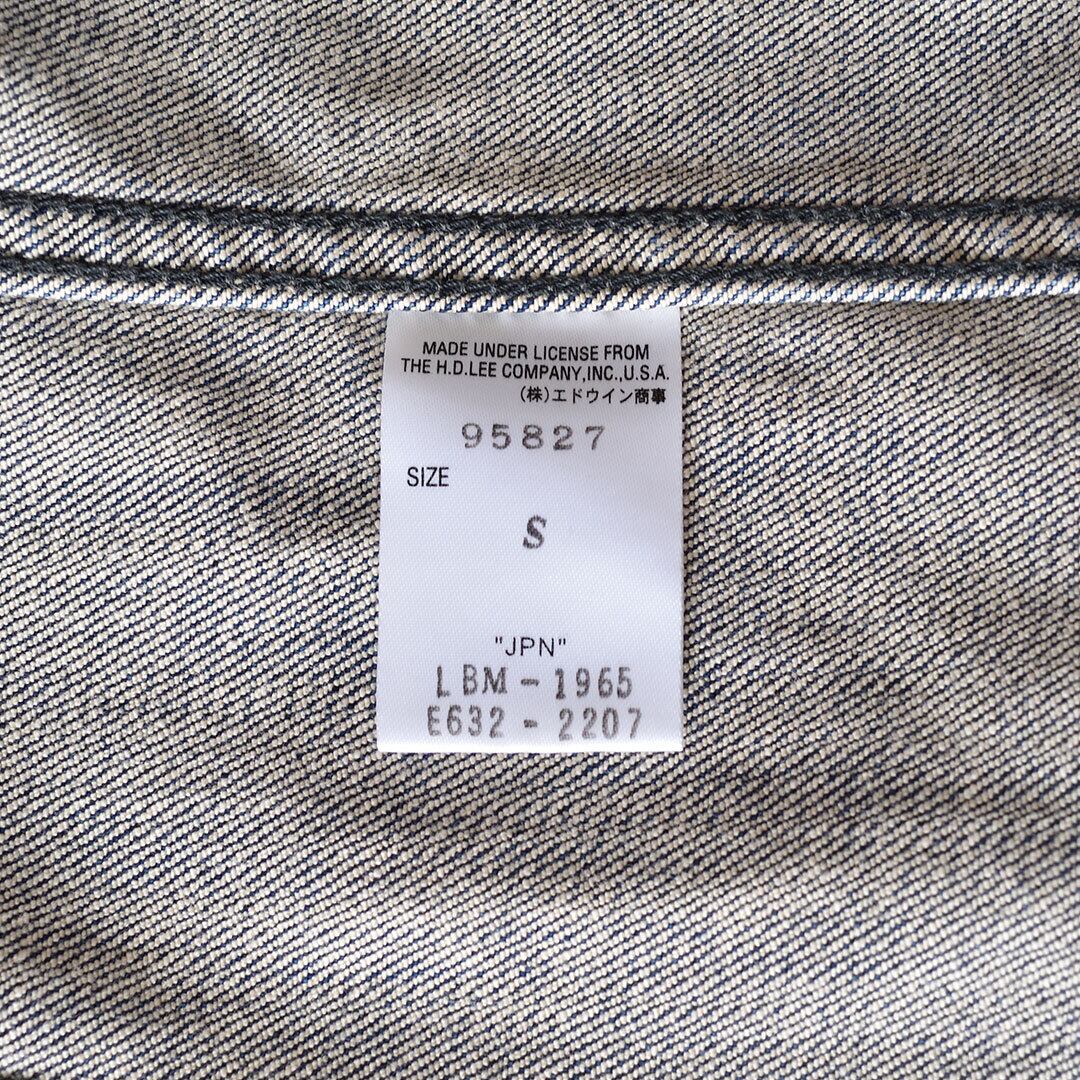 MADE UNDER LICENSE FROM
THE H.D.LEE COMPANY,INC.,U.S.A.
(株)エドウイン商事
95827
SIZE
S
"JPN"
LBM-1965
E632-2207